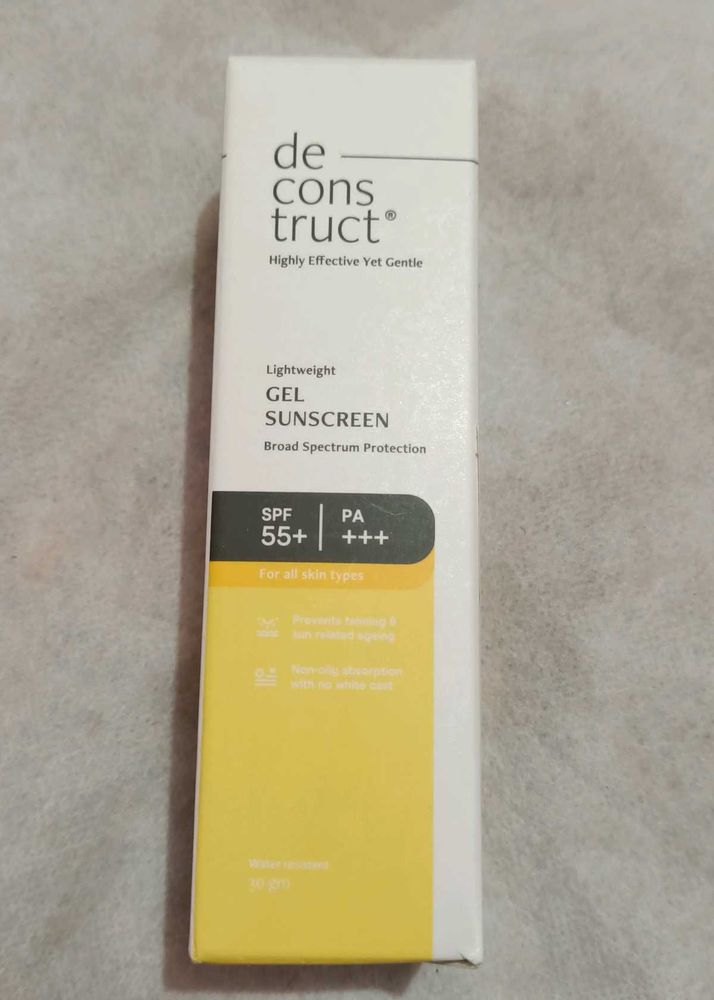 de
cons
truct®
Highly Effective Yet Gentle
Lightweight
GEL
SUNSCREEN
Broad Spectrum Protection
SPF
55+
PA
+++
For all skin types
Prevents tanning &
sun related ageing
Non-oily absorption
with no white cast
Water resistant
30 gm